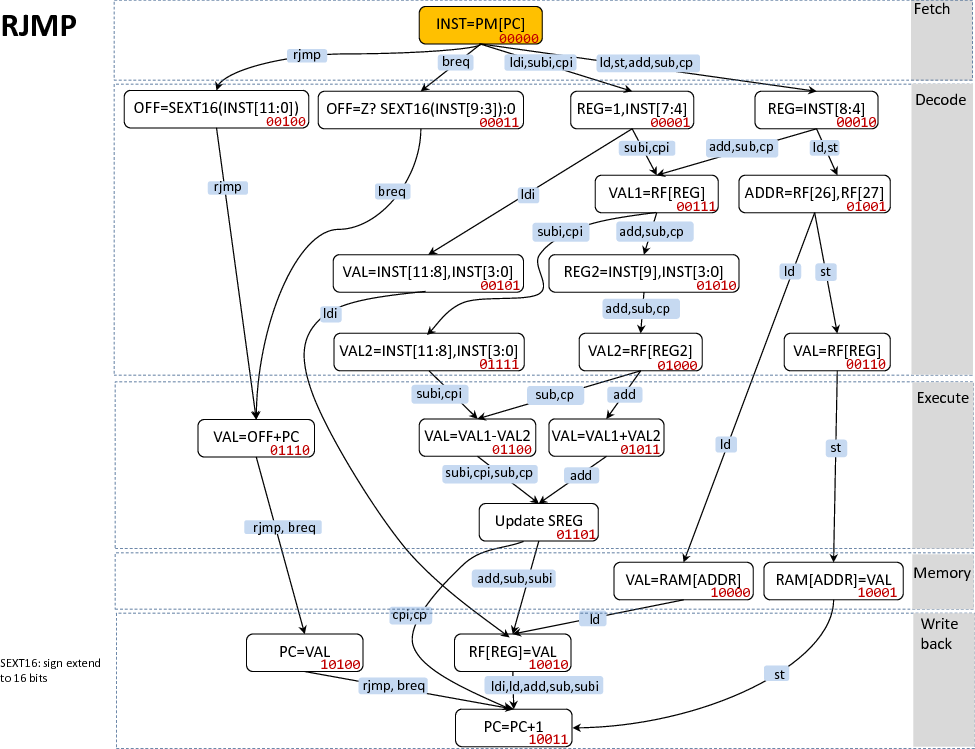 RJMP
Fetch
INST=PM[PC]
00000
rjmp
breq
ldi,subi,cpi
ld,st,add,sub,cp
Decode
OFF=SEXT16(INST[11:0])
00100
OFF=Z? SEXT16(INST[9:3]):0
00011
REG=1,INST[7:4]
00001
REG=INST[8:4]
00010
subi,cpi
add,sub,cp
ld,st
rjmp
breq
ldi
VAL1=RF[REG]
00111
ADDR=RF[26],RF[27]
01001
subi,cpi
add,sub,cp
VAL=INST[11:8],INST[3:0]
00101
REG2=INST[9],INST[3:0]
01010
ld
st
ldi
add,sub,cp
VAL2=INST[11:8],INST[3:0]
01111
VAL2=RF[REG2]
01000
VAL=RF[REG]
00110
Execute
subi,cpi
sub,cp
add
VAL=OFF+PC
01110
VAL=VAL1-VAL2
01100
VAL=VAL1+VAL2
01011
ld
st
subi,cpi,sub,cp
add
Update SREG
01101
rjmp, breq
Memory
add,sub,subi
VAL=RAM[ADDR]
10000
RAM[ADDR]=VAL
10001
cpi,cp
ld
Write
back
PC=VAL
10100
RF[REG]=VAL
10010
SEXT16: sign extend
to 16 bits
rjmp, breq
ldi,ld,add,sub,subi
st
PC=PC+1
10011